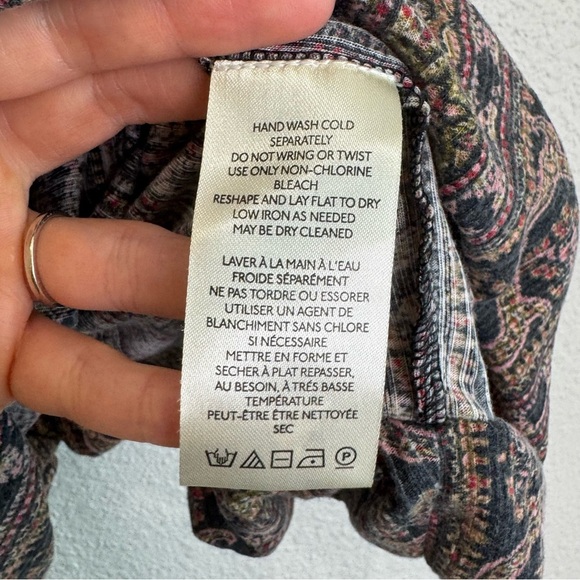 HAND WASH COLD
SEPARATELY
DO NOT WRING OR TWIST
USE ONLY NON-CHLORINE
BLEACH
RESHAPE AND LAY FLAT TO DRY
LOW IRON AS NEEDED
MAY BE DRY CLEANED
LAVER À LA MAIN À L'EAU
FROIDE SÉPARÉMENT
NE PAS TORDRE OU ESSORER
UTILISER UN AGENT DE
BLANCHIMENT SANS CHLORE
SI NÉCESSAIRE
METTRE EN FORME ET
SECHER À PLAT REPASSER,
AU BESOIN, À TRÁS BASSE
TEMPÉRATURE
PEUT-ÊTRE ÊTRE NETTOYÉE
SEC
P